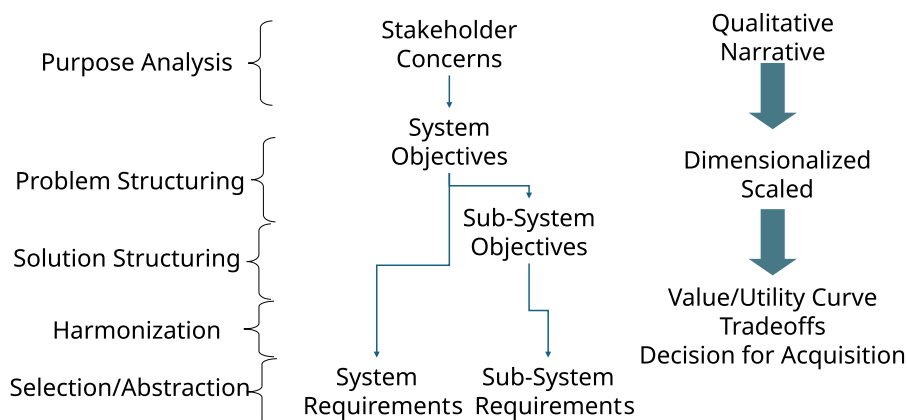 Purpose Analysis
Problem Structuring
Solution Structuring
Harmonization
Selection/Abstraction
Stakeholder
Concerns
System
Objectives
Sub-System
Objectives
System
Requirements
Sub-System
Requirements
Qualitative
Narrative
Dimensionalized
Scaled
Value/Utility Curve
Tradeoffs
Decision for Acquisition